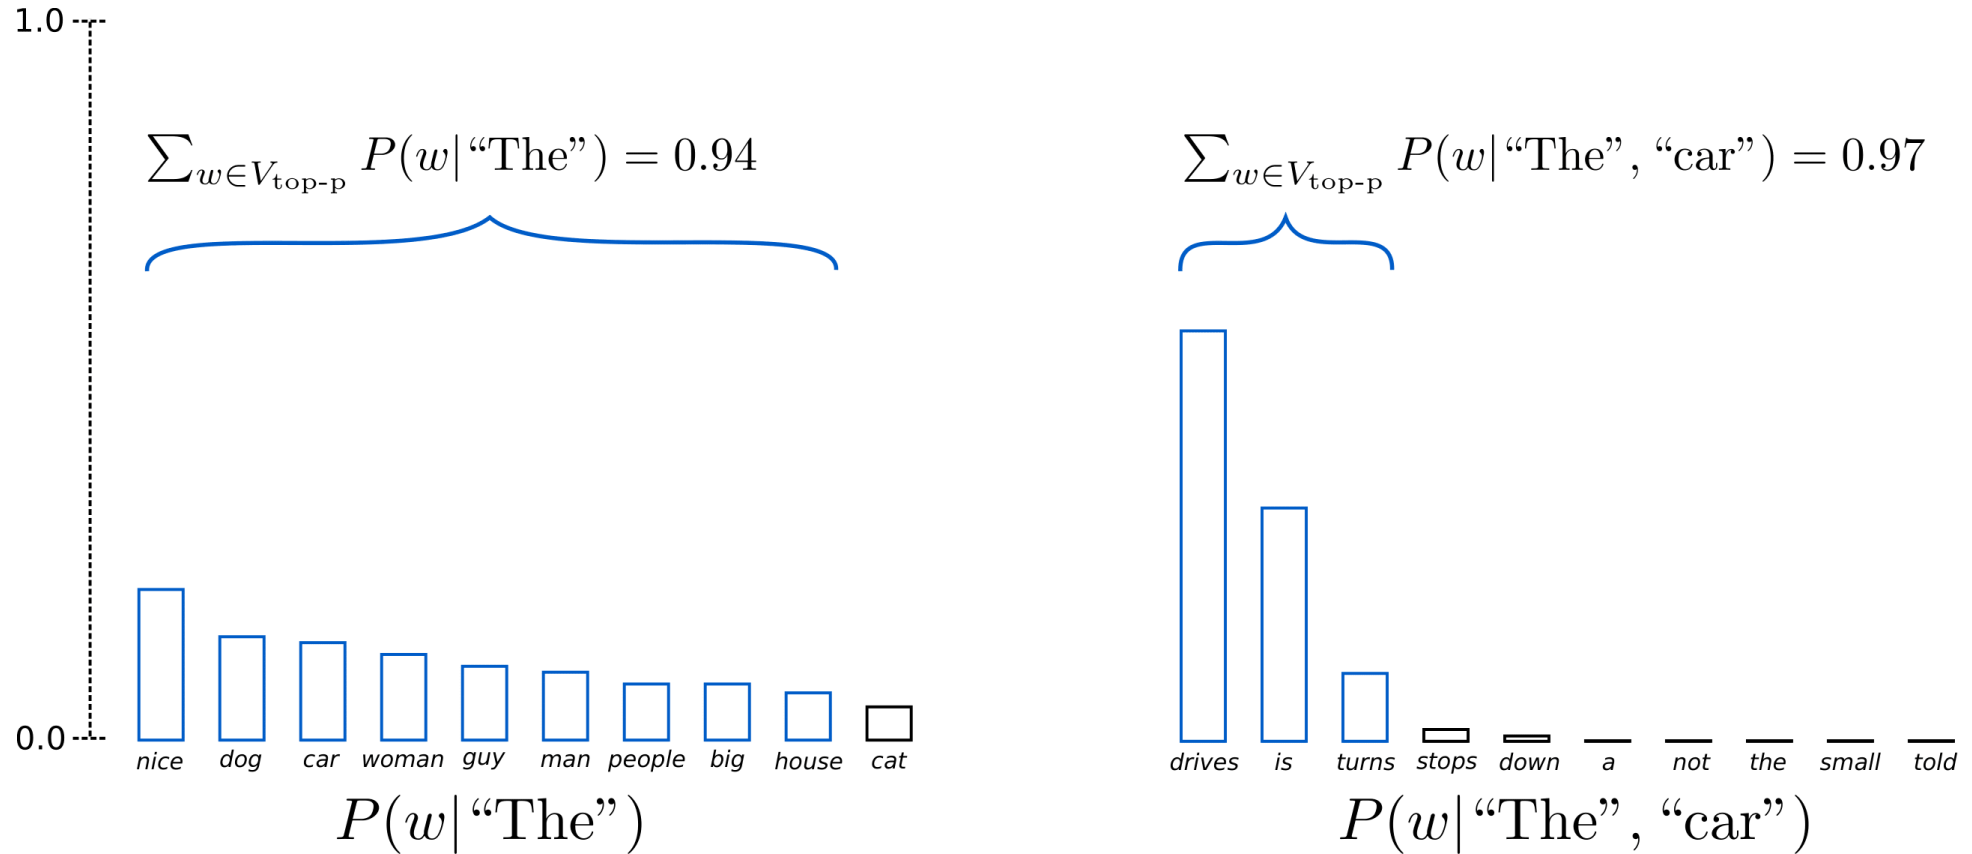 1.0
∑w∈Vtop-p P(w|“The”) = 0.94
∑w∈Vtop-p P(w|“The”, “car”) = 0.97
0.0
nice dog car woman guy man people big house cat
drives is turns stops down a not the small told
P(w|“The”)
P(w|“The”, “car”)